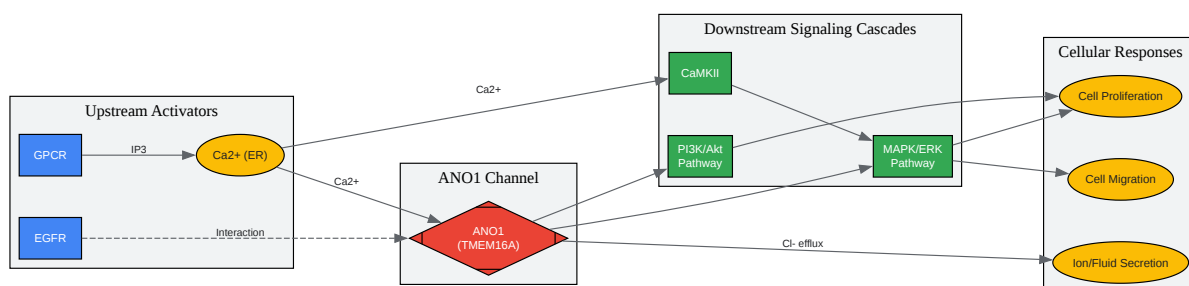 Upstream Activators
GPCR
IP3
Ca2+ (ER)
EGFR
Interaction
Ca2+
Ca2+
ANO1 Channel
ANO1
(TMEM16A)
Cl- efflux
Downstream Signaling Cascades
CaMKII
PI3K/Akt
Pathway
MAPK/ERK
Pathway
Cellular Responses
Cell Proliferation
Cell Migration
Ion/Fluid Secretion